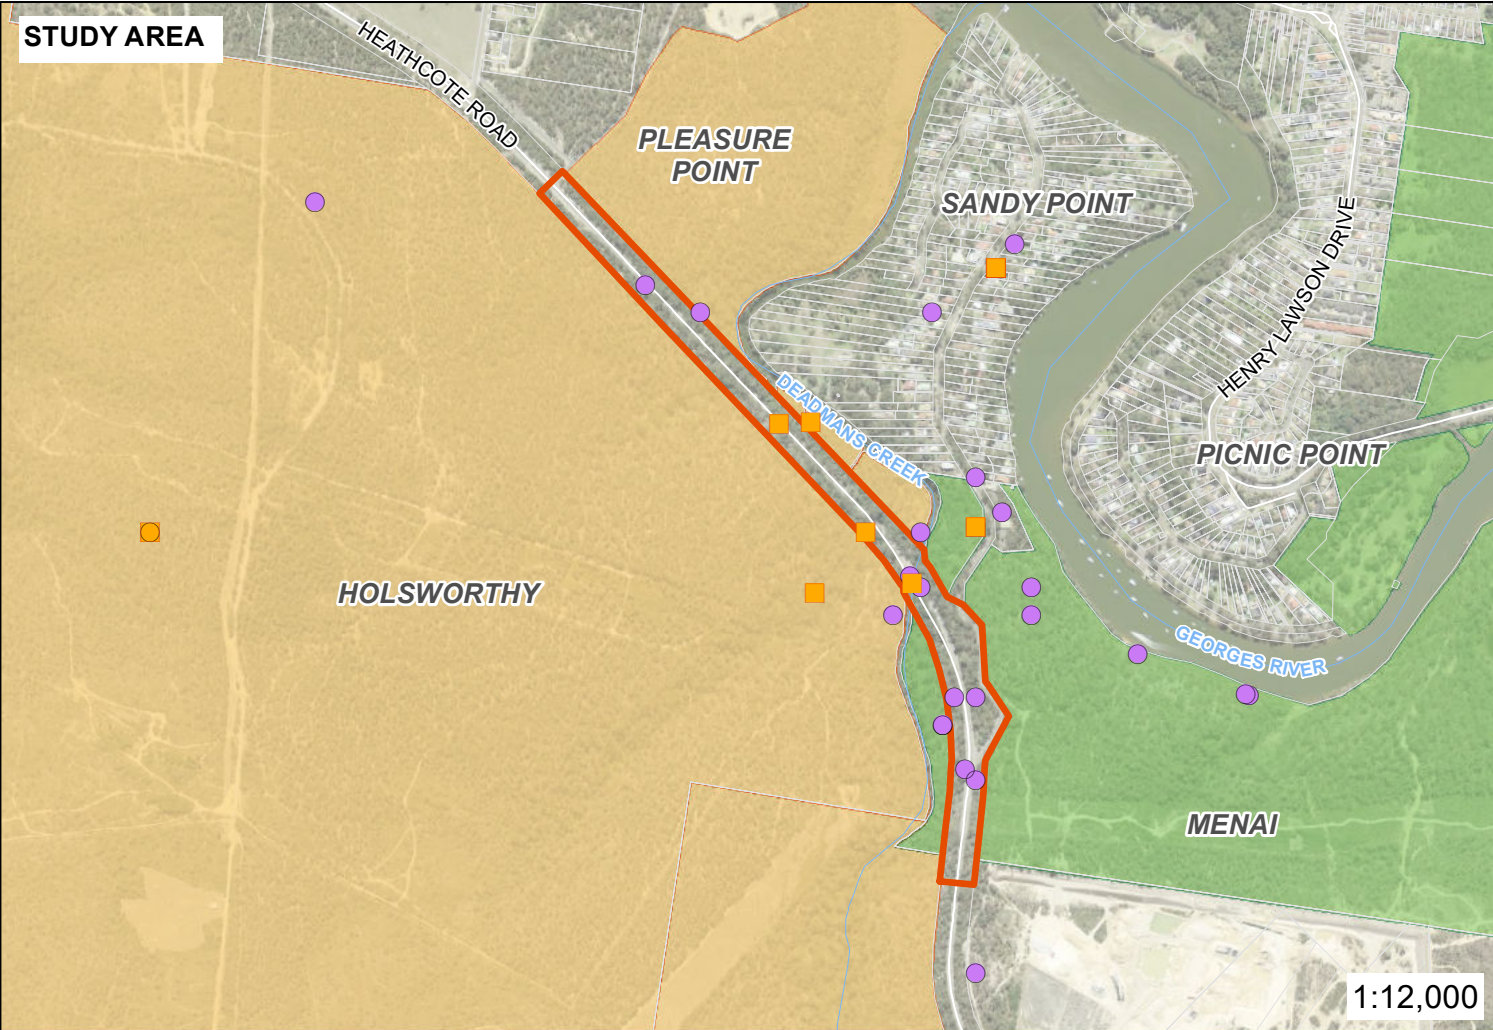 STUDY AREA
HEATHCOTE ROAD
PLEASURE
POINT
SANDY POINT
HENRY LAWSON DRIVE
DEADMANS CREEK
PICNIC POINT
HOLSWORTHY
GEORGES RIVER
MENAI
1:12,000